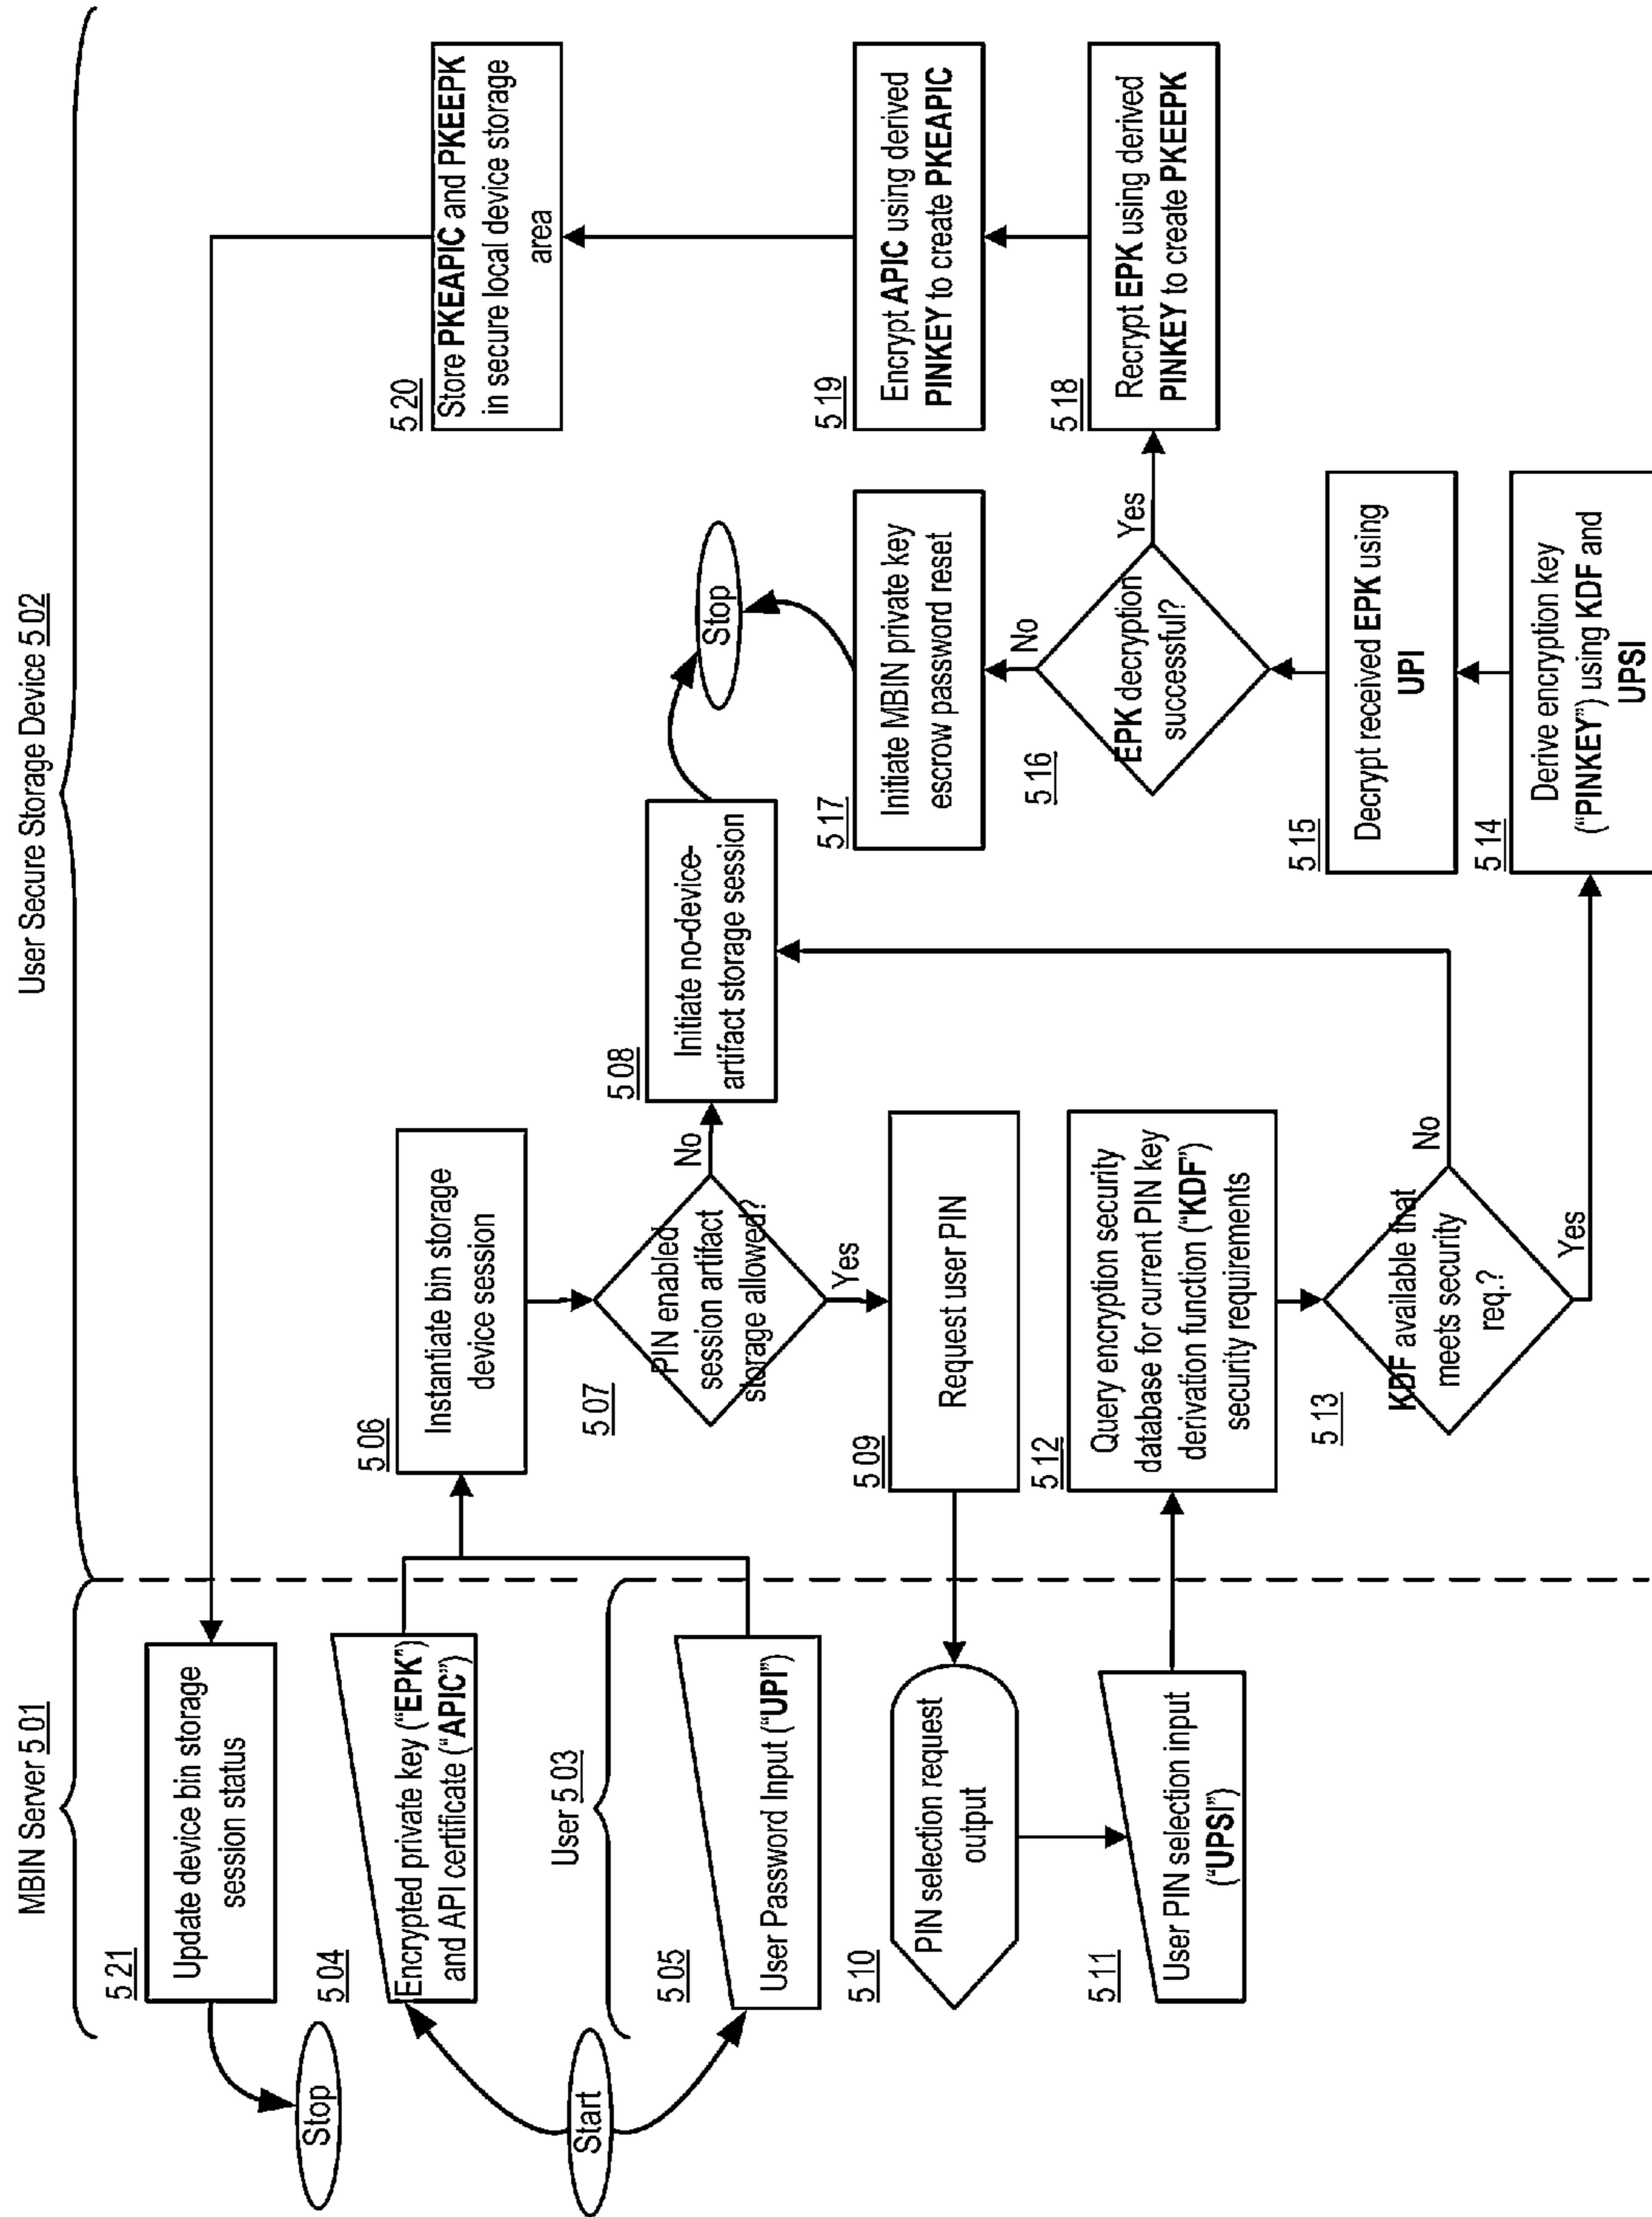 MBIN Server 5 01
User Secure Storage Device 5 02
5 21
Update device bin storage
session status
Stop
5 04
Encrypted private key (“EPK”)
and API certificate (“APIC”)
Start
User 5 03
5 05
User Password Input (“UPI”)
5 06
Instantiate bin storage
device session
5 07
PIN enabled
session artifact
storage allowed?
No
Yes
5 08
Initiate no-device-
artifact storage session
Stop
5 09
Request user PIN
5 10
PIN selection request
output
5 11
User PIN selection input
(“UPSI”)
5 12
Query encryption security
database for current PIN key
derivation function (“KDF”)
security requirements
5 13
KDF available that
meets security
req.?
No
Yes
5 14
Derive encryption key
(“PINKEY”) using KDF and
UPSI
5 15
Decrypt received EPK using
UPI
5 16
EPK decryption
successful?
No
Yes
5 17
Initiate MBIN private key
escrow password reset
5 18
Recrypt EPK using derived
PINKEY to create PKEEPK
5 19
Encrypt APIC using derived
PINKEY to create PKEAPIC
5 20
Store PKEAPIC and PKEEPK
in secure local device storage
area